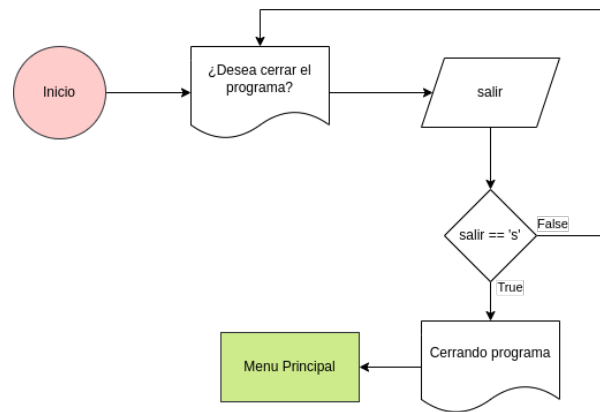 Inicio
¿Desea cerrar el
programa?
salir
salir == 's'
False
True
Cerrando programa
Menu Principal